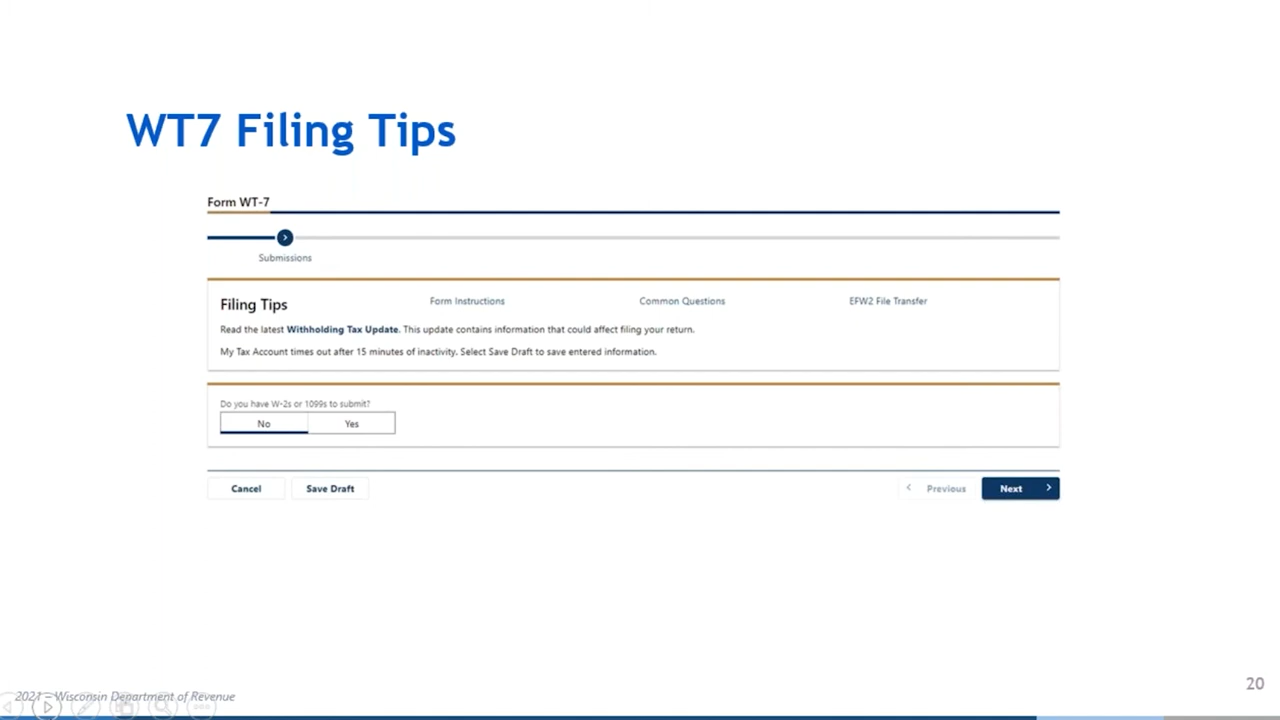 WT7 Filing Tips
Form WT-7
Submissions
Filing Tips
Form Instructions
Common Questions
EFW2 File Transfer
Read the latest Withholding Tax Update. This update contains information that could affect filing your return.
My Tax Account times out after 15 minutes of inactivity. Select Save Draft to save entered information.
Do you have W-2s or 1099s to submit?
No
Yes
Cancel
Save Draft
Previous
Next
Wisconsin Department of Revenue
20